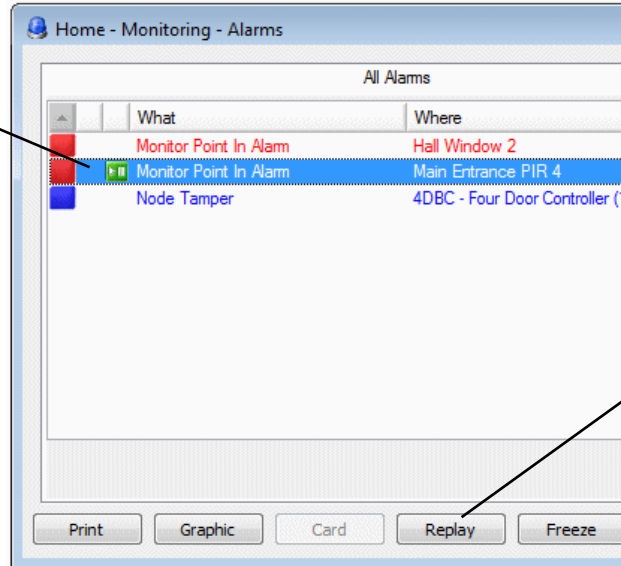 Home - Monitoring - Alarms
All Alarms
What Where
Monitor Point In Alarm Hall Window 2
Monitor Point In Alarm Main Entrance PIR 4
Node Tamper 4DBC - Four Door Controller (
Print Graphic Card Replay Freeze